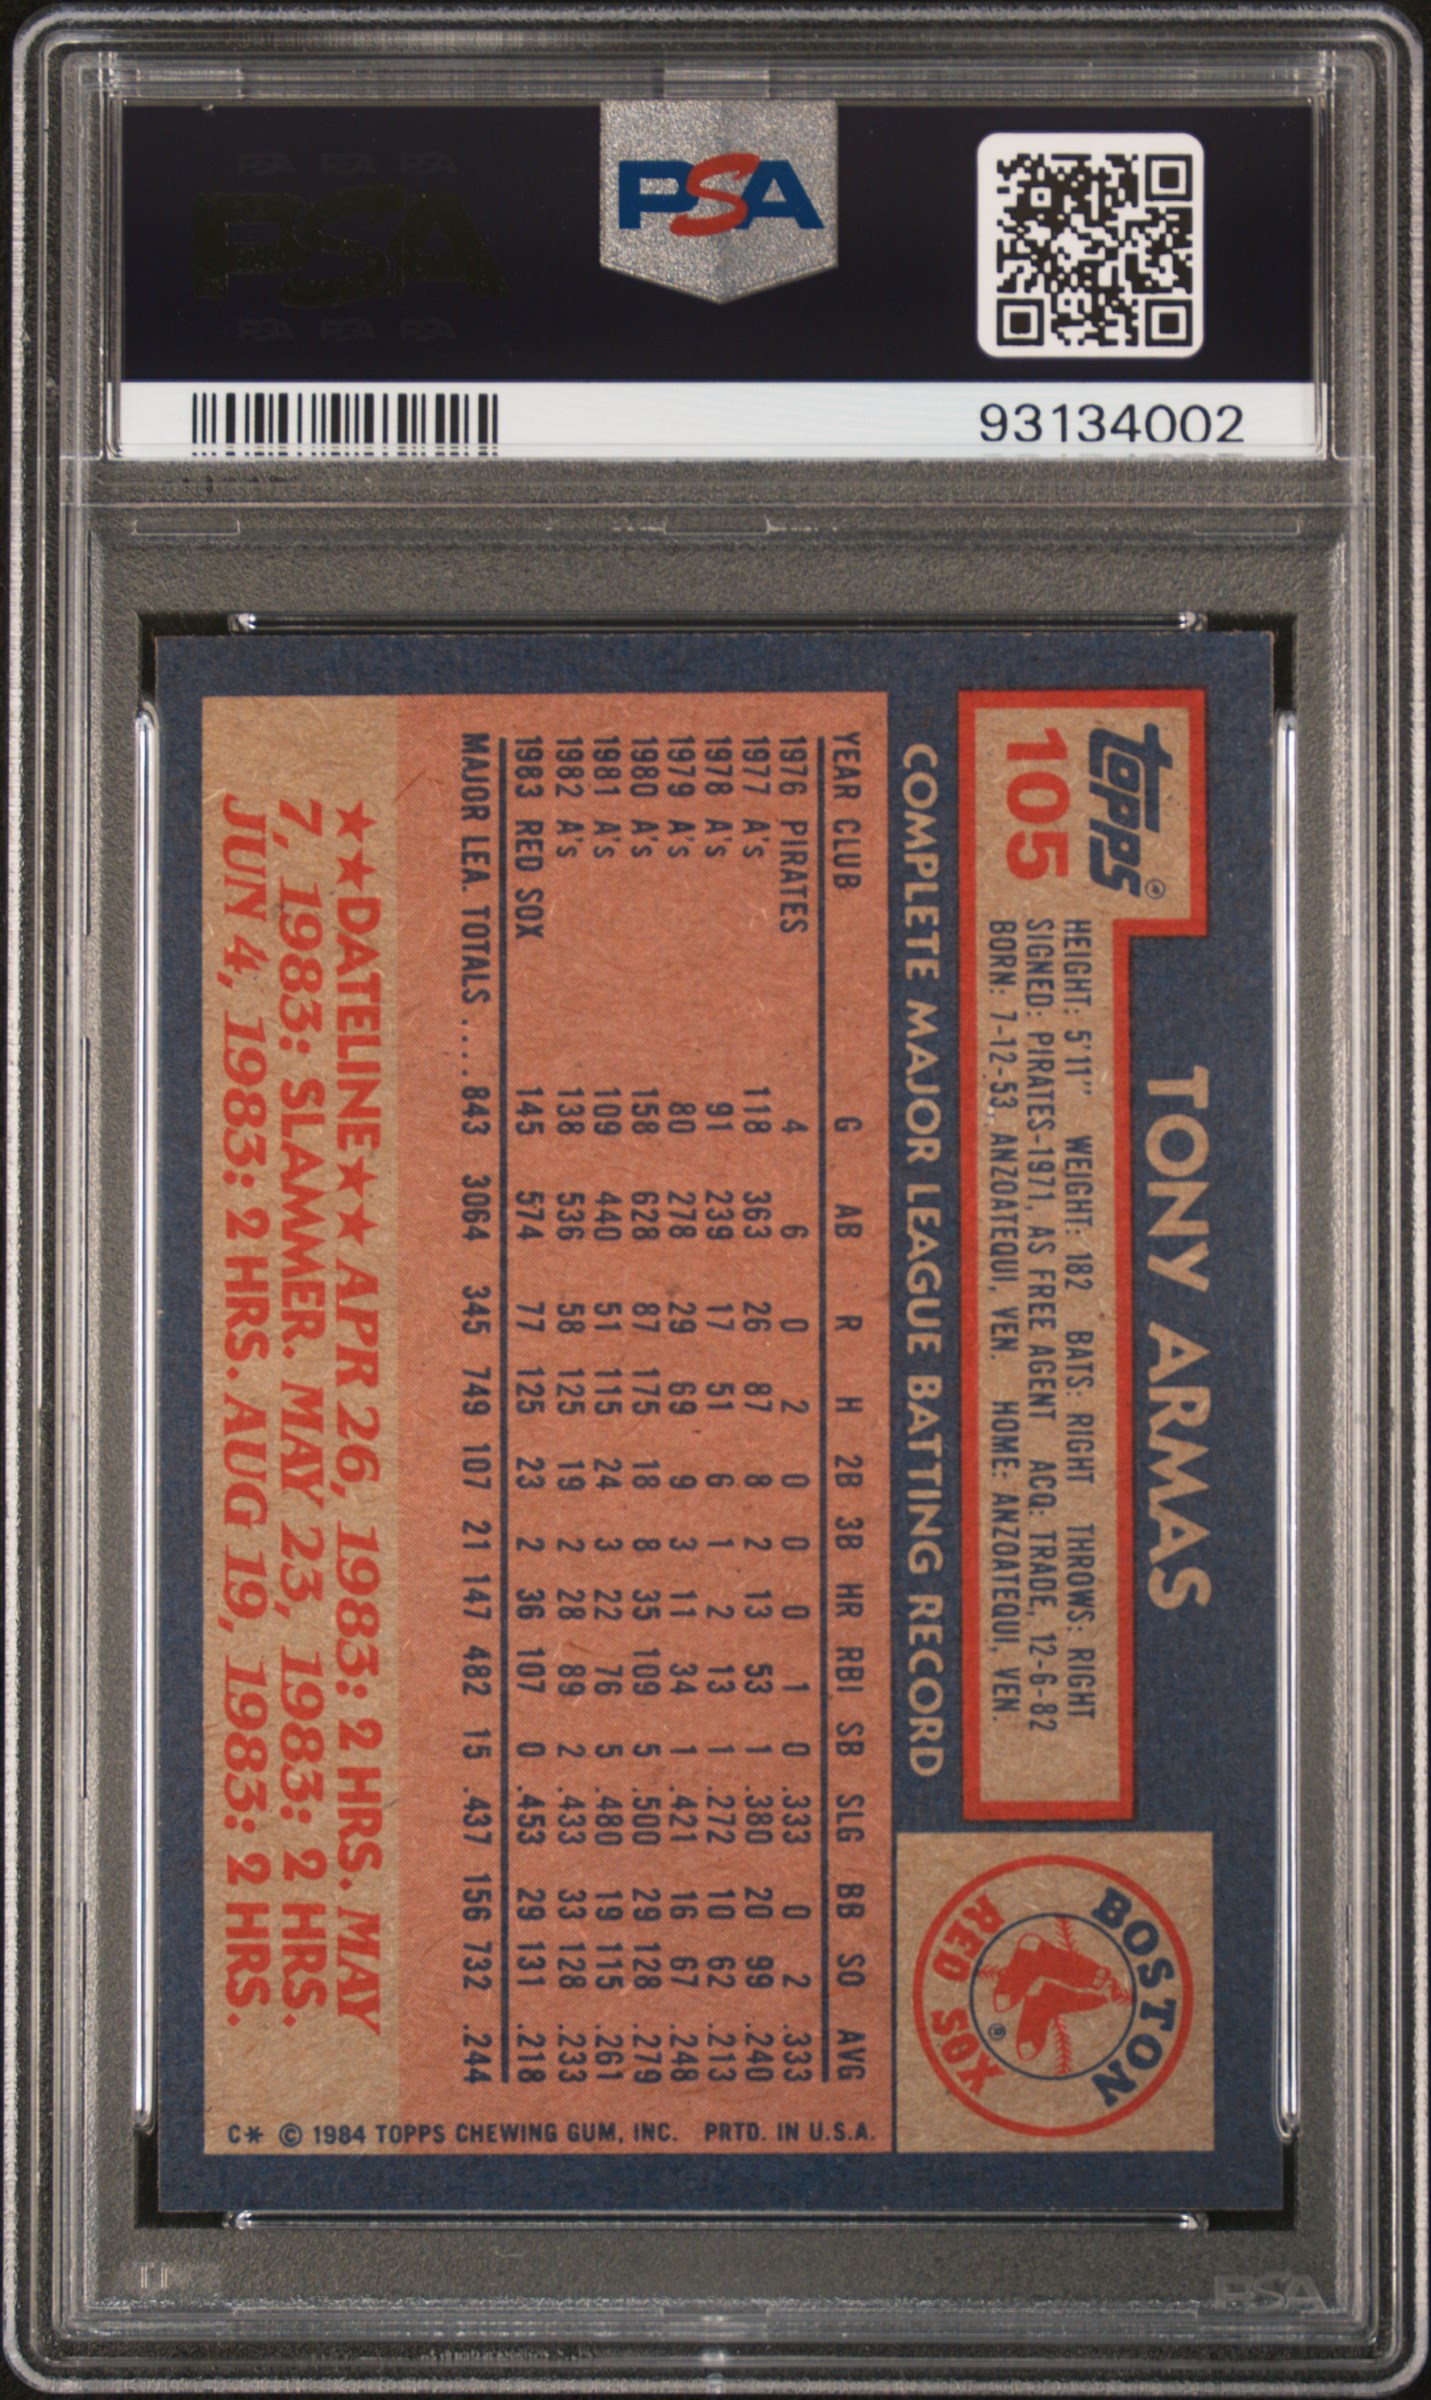 PSA PSA PSA
PSA
PSA PSA PSA
PSA
93134002
topps®
105
TONY ARMAS
HEIGHT: 5'11" WEIGHT: 182 BATS: RIGHT THROWS: RIGHT
SIGNED: PIRATES-1971, AS FREE AGENT ACQ: TRADE, 12-6-82
BORN: 7-12-53, ANZOATEQUI, VEN. HOME: ANZOATEQUI, VEN.
BOSTON RED SOX ®
COMPLETE MAJOR LEAGUE BATTING RECORD
YEAR CLUB G AB R H 2B 3B HR RBI SB SLG BB SO AVG
1976 PIRATES 4 6 0 2 0 0 0 1 0 .333 0 2 .333
1977 A's 118 363 26 87 8 2 13 53 1 .380 20 99 .240
1978 A's 91 239 17 51 6 1 2 13 1 .272 10 62 .213
1979 A's 80 278 29 69 9 3 11 34 1 .421 16 67 .248
1980 A's 158 628 87 175 18 8 35 109 5 .500 29 128 .279
1981 A's 109 440 51 115 24 3 22 76 5 .480 19 115 .261
1982 A's 138 536 58 125 19 2 28 89 2 .433 33 128 .233
1983 RED SOX 145 574 77 125 23 2 36 107 0 .453 29 131 .218
MAJOR LEA. TOTALS .... 843 3064 345 749 107 21 147 482 15 .437 156 732 .244
★★DATELINE★★ APR 26, 1983: 2 HRS. MAY
7, 1983: SLAMMER. MAY 23, 1983: 2 HRS.
JUN 4, 1983: 2 HRS. AUG 19, 1983: 2 HRS.
C* © 1984 TOPPS CHEWING GUM, INC. PRTD. IN U.S.A.
PSA